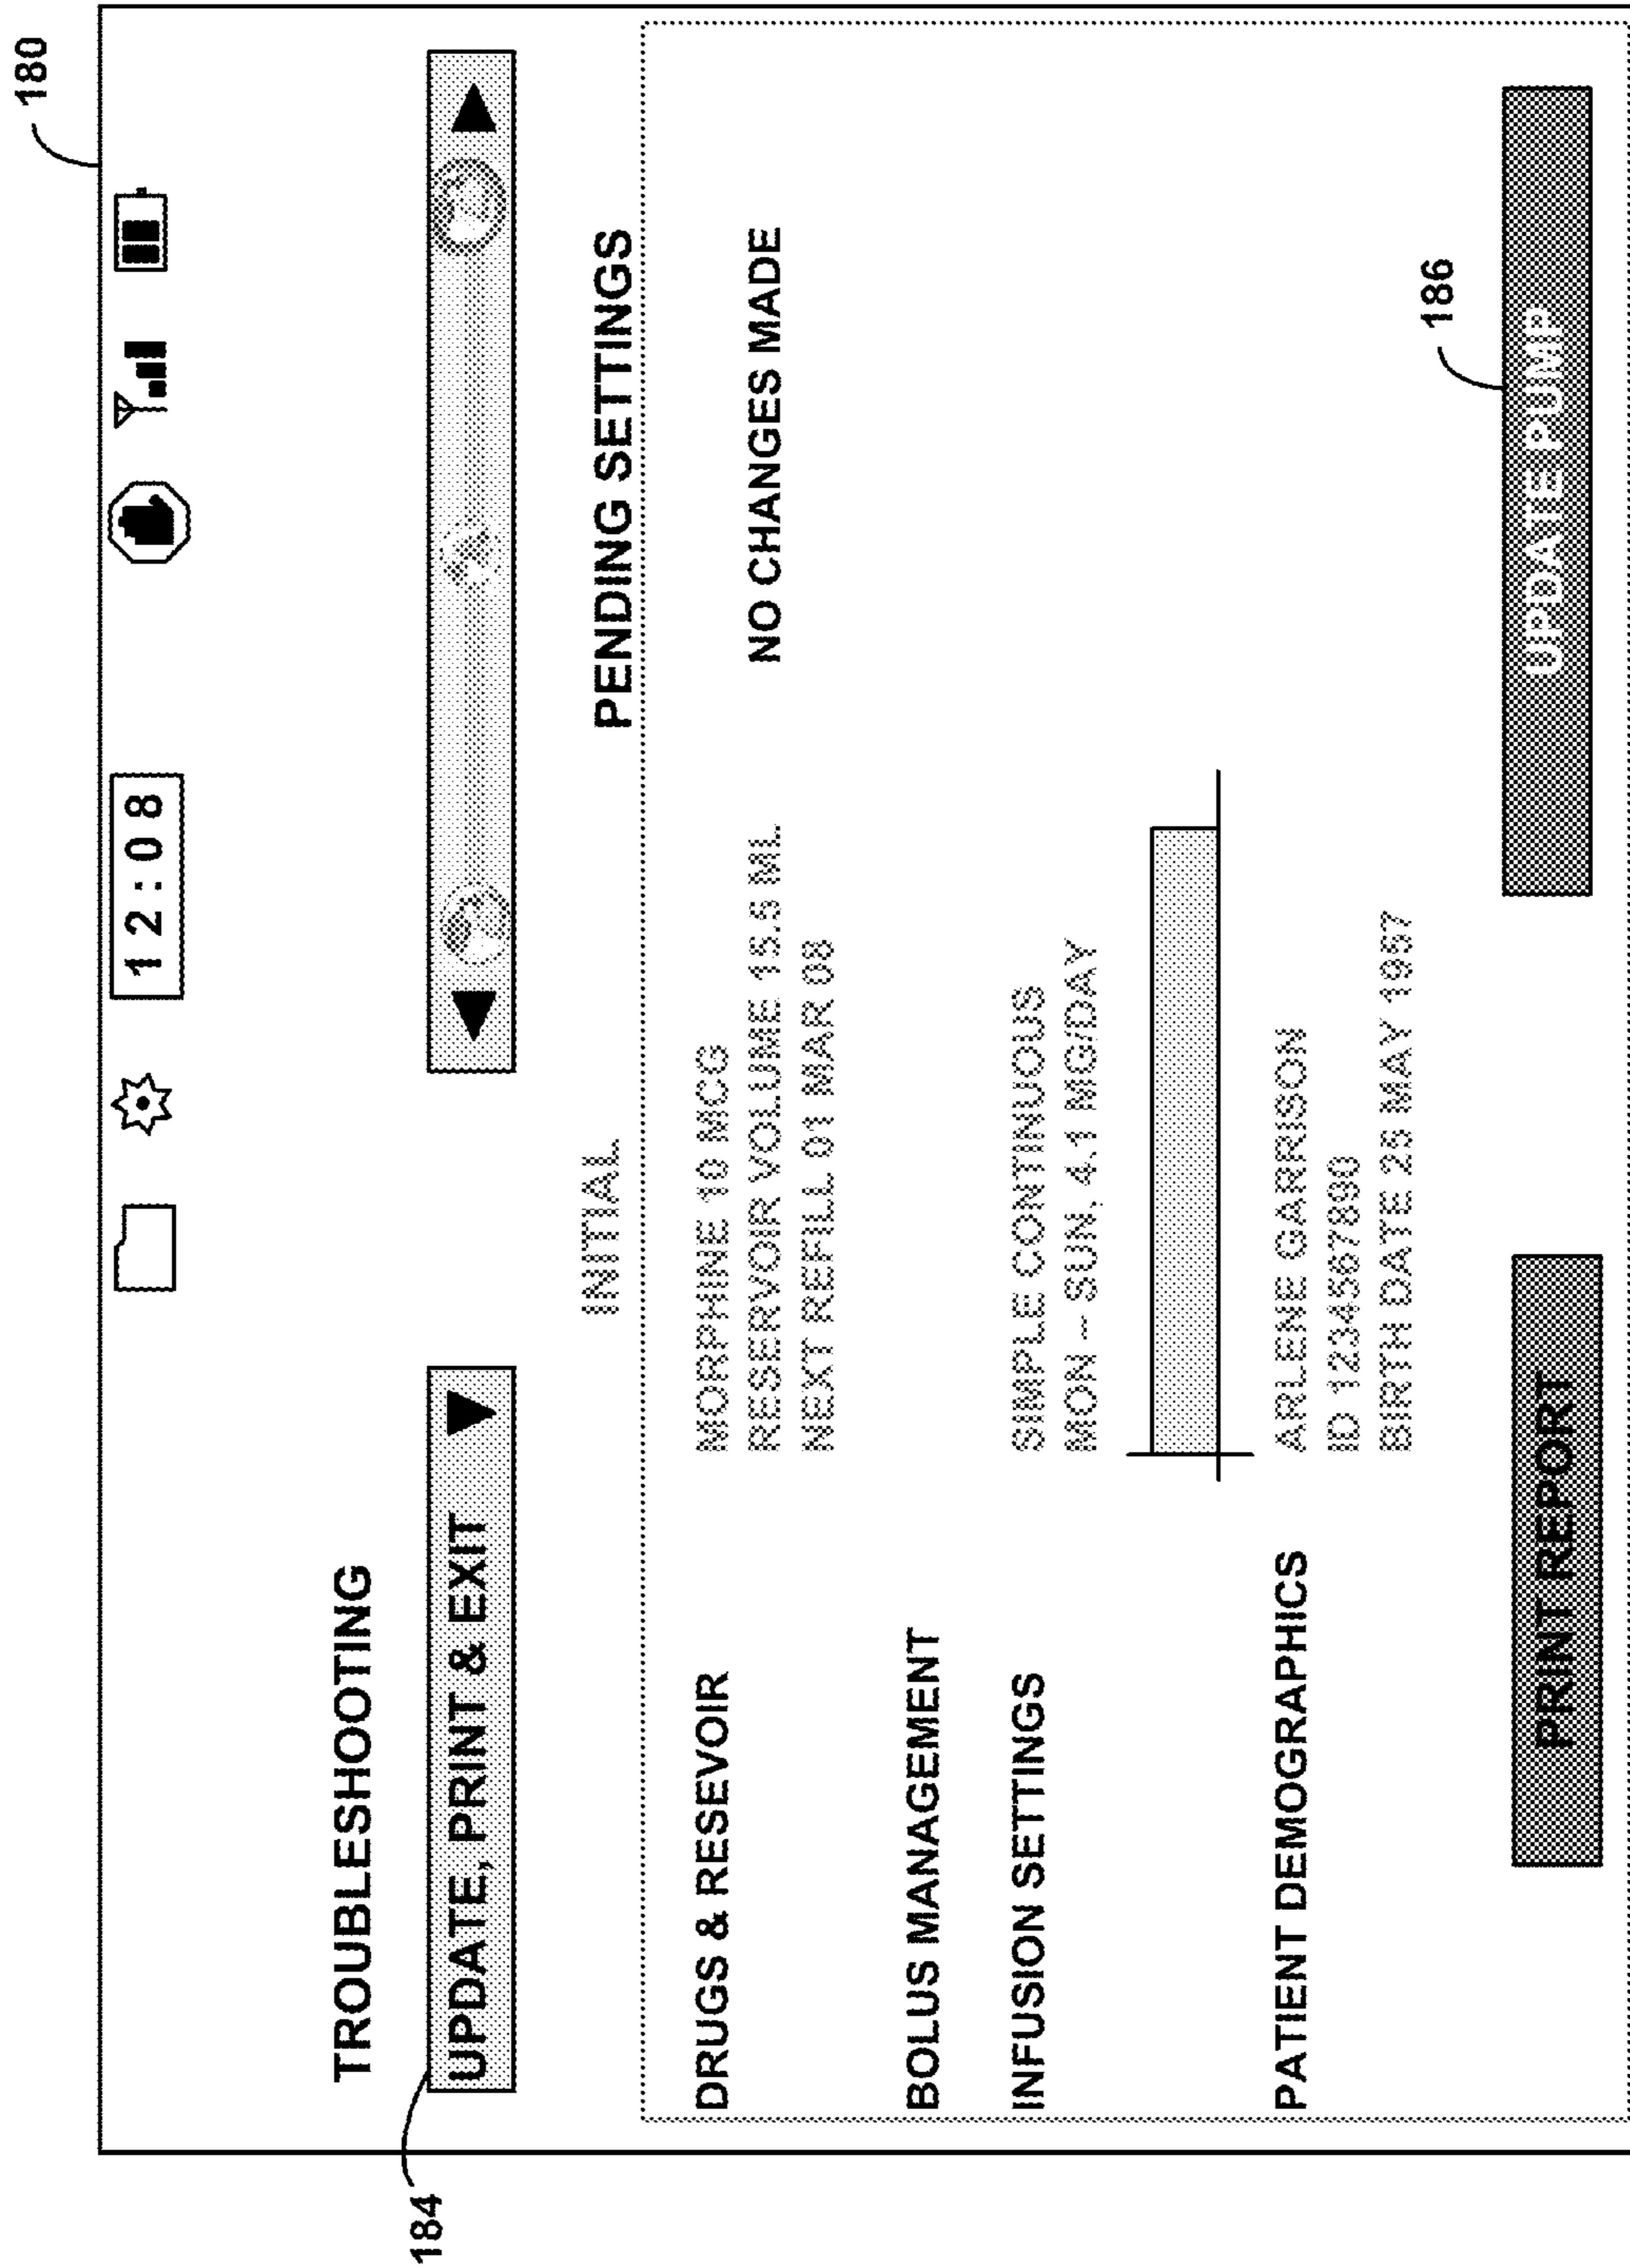 180
12:08
TROUBLESHOOTING
184
UPDATE, PRINT & EXIT
INITIAL
PENDING SETTINGS
DRUGS & RESEVOIR
MORPHINE 10 MCG
RESERVOIR VOLUME 15.5 ML
NEXT REFILL 01 MAR 08
NO CHANGES MADE
BOLUS MANAGEMENT
INFUSION SETTINGS
SIMPLE CONTINUOUS
MON – SUN, 4.1 MG/DAY
PATIENT DEMOGRAPHICS
ARLENE GARRISON
ID 1234567890
BIRTH DATE 25 MAY 1957
186
PRINT REPORT
UPDATE PUMP